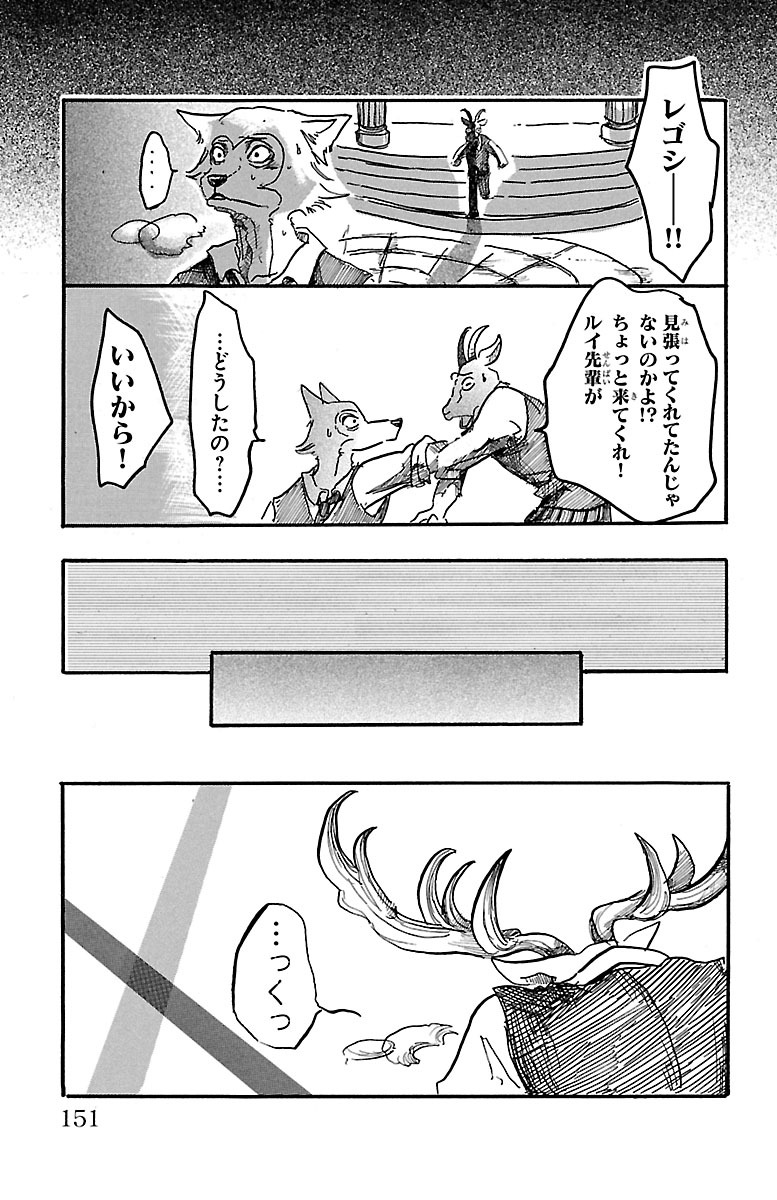 レゴシ──!!
…
見張ってくれてたんじゃ
ないのかよ!?
ちょっと来てくれ!
ルイ先輩が
…どうしたの?…
いいから!
…っくっ
151